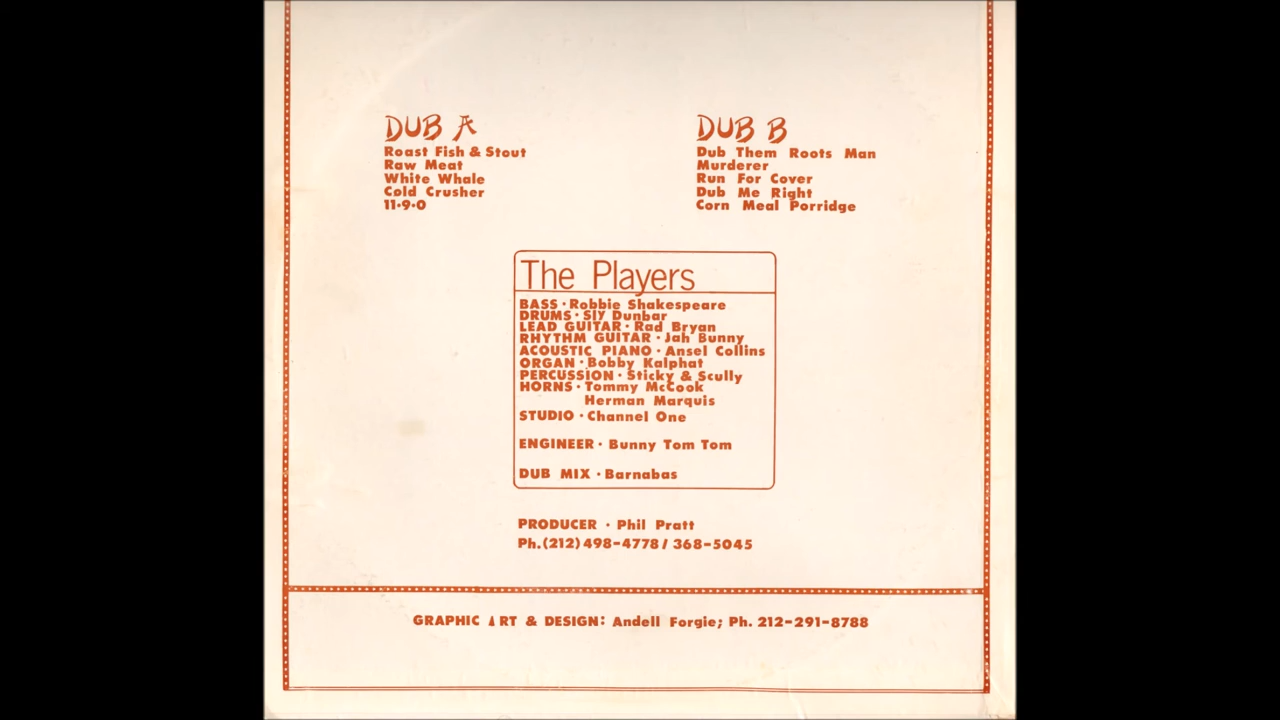 DUB A
Roast Fish & Stout
Raw Meat
White Whale
Cold Crusher
11·9·0
DUB B
Dub Them Roots Man
Murderer
Run For Cover
Dub Me Right
Corn Meal Porridge
The Players
BASS · Robbie Shakespeare
DRUMS · Sly Dunbar
LEAD GUITAR · Rad Bryan
RHYTHM GUITAR · Jah Bunny
ACOUSTIC PIANO · Ansel Collins
ORGAN · Bobby Kalphat
PERCUSSION · Sticky & Scully
HORNS · Tommy McCook
Herman Marquis
STUDIO · Channel One
ENGINEER · Bunny Tom Tom
DUB MIX · Barnabas
PRODUCER · Phil Pratt
Ph.(212)498-4778/368-5045
GRAPHIC ART & DESIGN: Andell Forgie; Ph. 212-291-8788